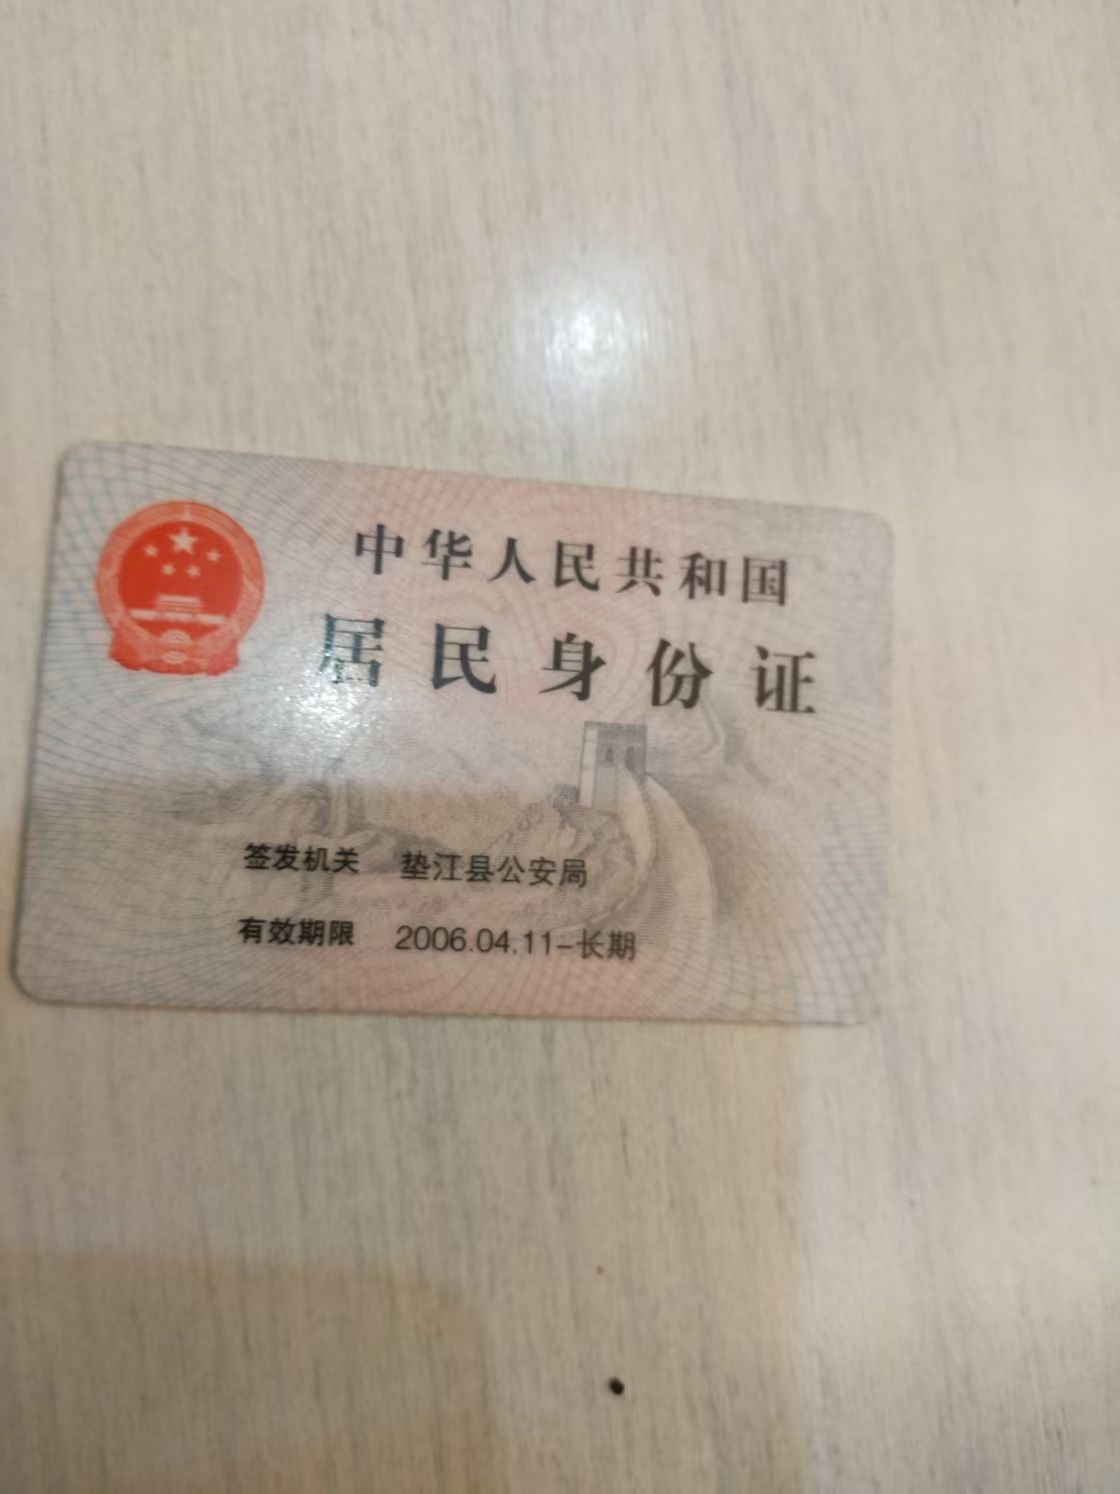 中华人民共和国
居民身份证
签发机关 垫江县公安局
有效期限 2006.04.11-长期